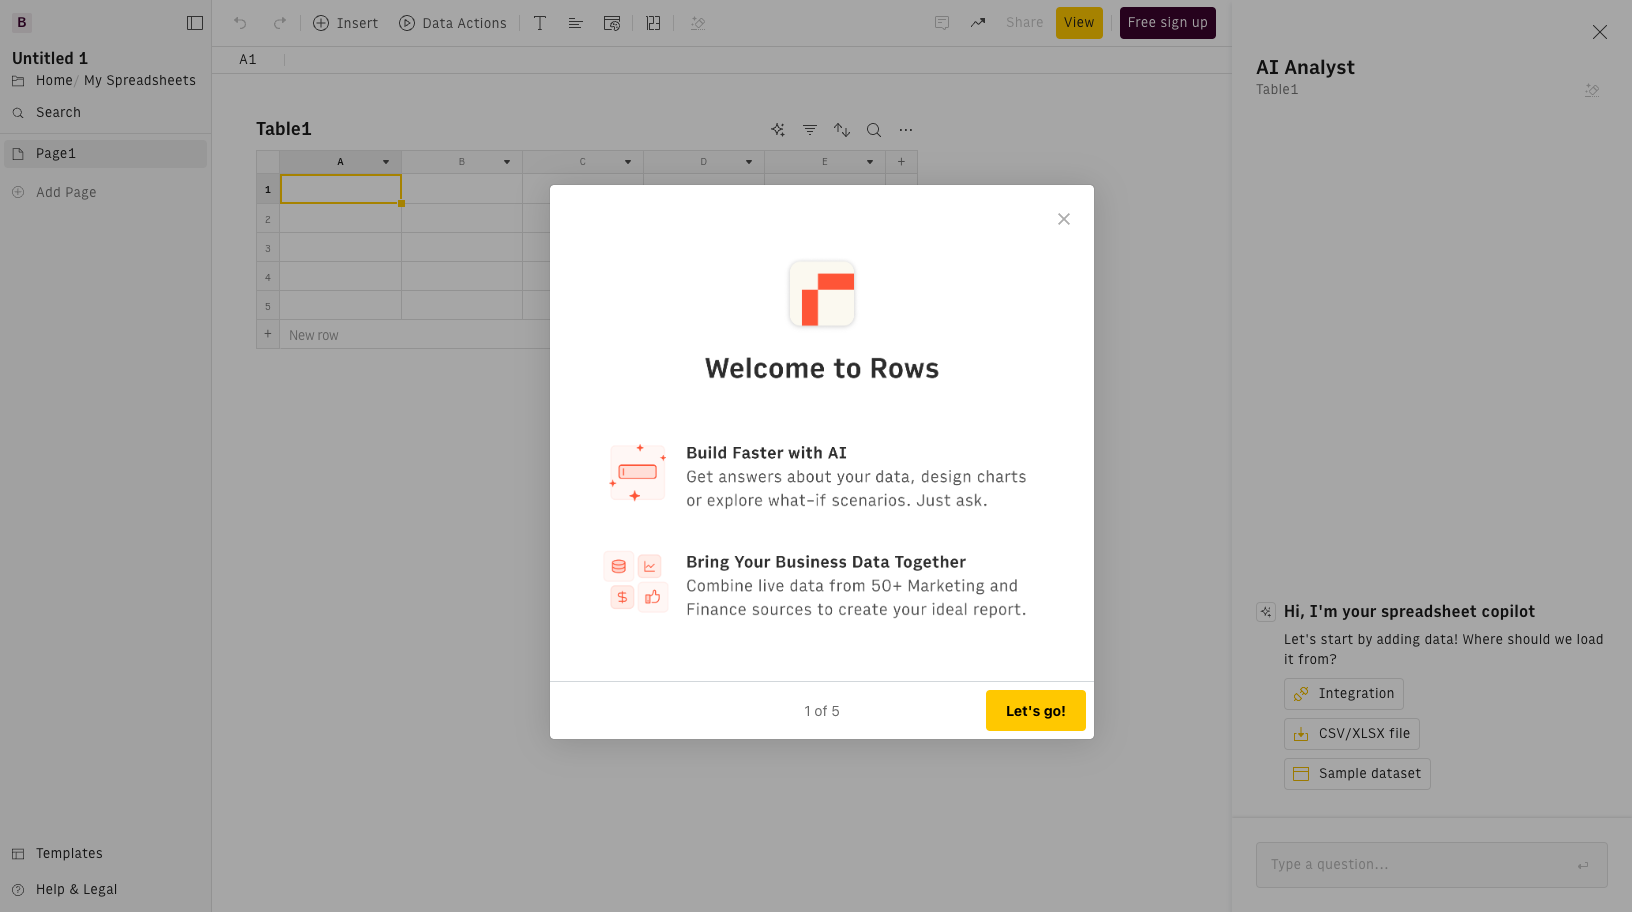 B
Untitled 1
Home / My Spreadsheets
Search
Page1
Add Page
Templates
Help & Legal
Insert
Data Actions
Share
View
Free sign up
A1
Table1
A B C D E +
1
2
3
4
5
+ New row
Welcome to Rows
Build Faster with AI
Get answers about your data, design charts
or explore what-if scenarios. Just ask.
Bring Your Business Data Together
Combine live data from 50+ Marketing and
Finance sources to create your ideal report.
1 of 5
Let's go!
AI Analyst
Table1
Hi, I'm your spreadsheet copilot
Let's start by adding data! Where should we load
it from?
Integration
CSV/XLSX file
Sample dataset
Type a question...